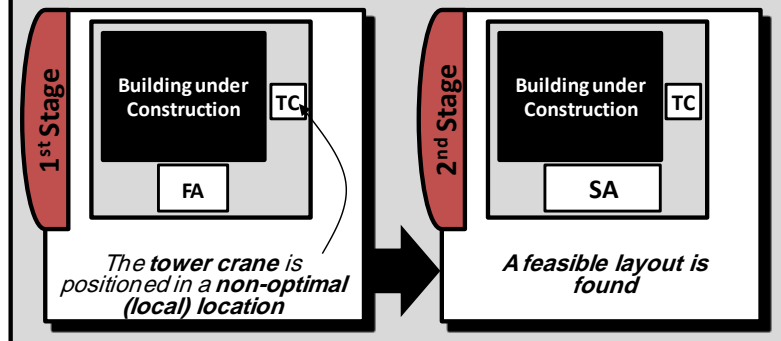 1st Stage
Building under
Construction
TC
FA
The tower crane is
positioned in a non-optimal
(local) location
2nd Stage
Building under
Construction
TC
SA
A feasible layout is
found